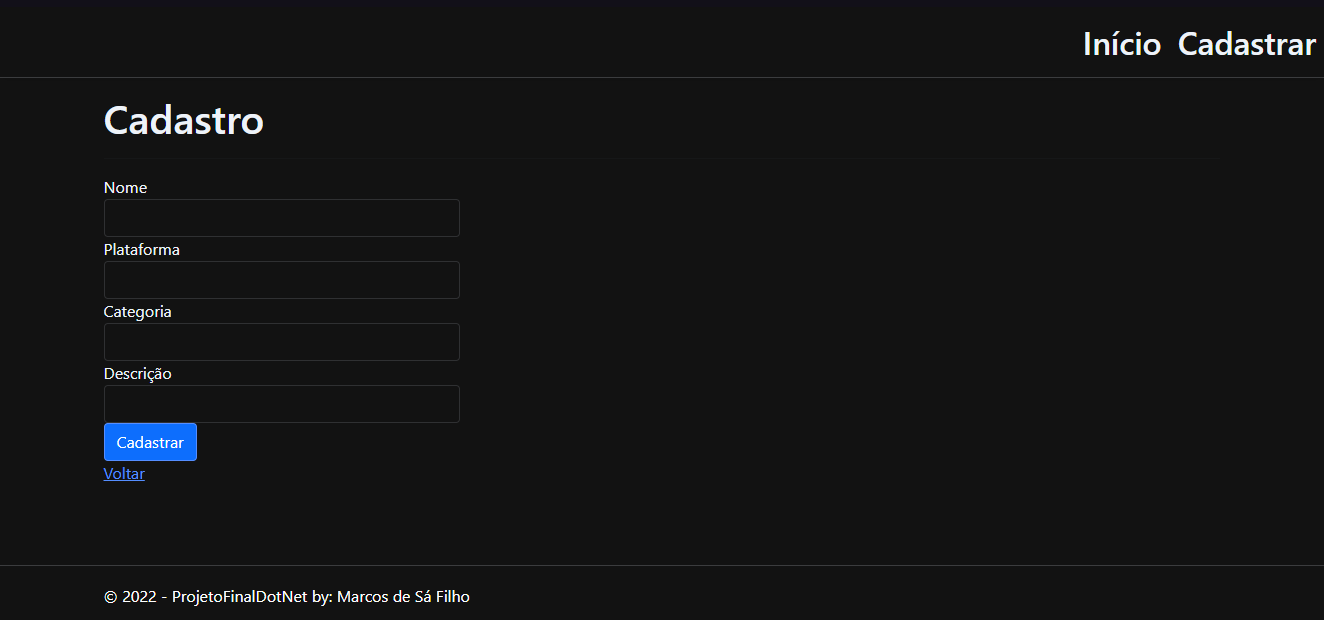 Início Cadastrar
Cadastro
Nome
Plataforma
Categoria
Descrição
Cadastrar
Voltar
© 2022 - ProjetoFinalDotNet by: Marcos de Sá Filho